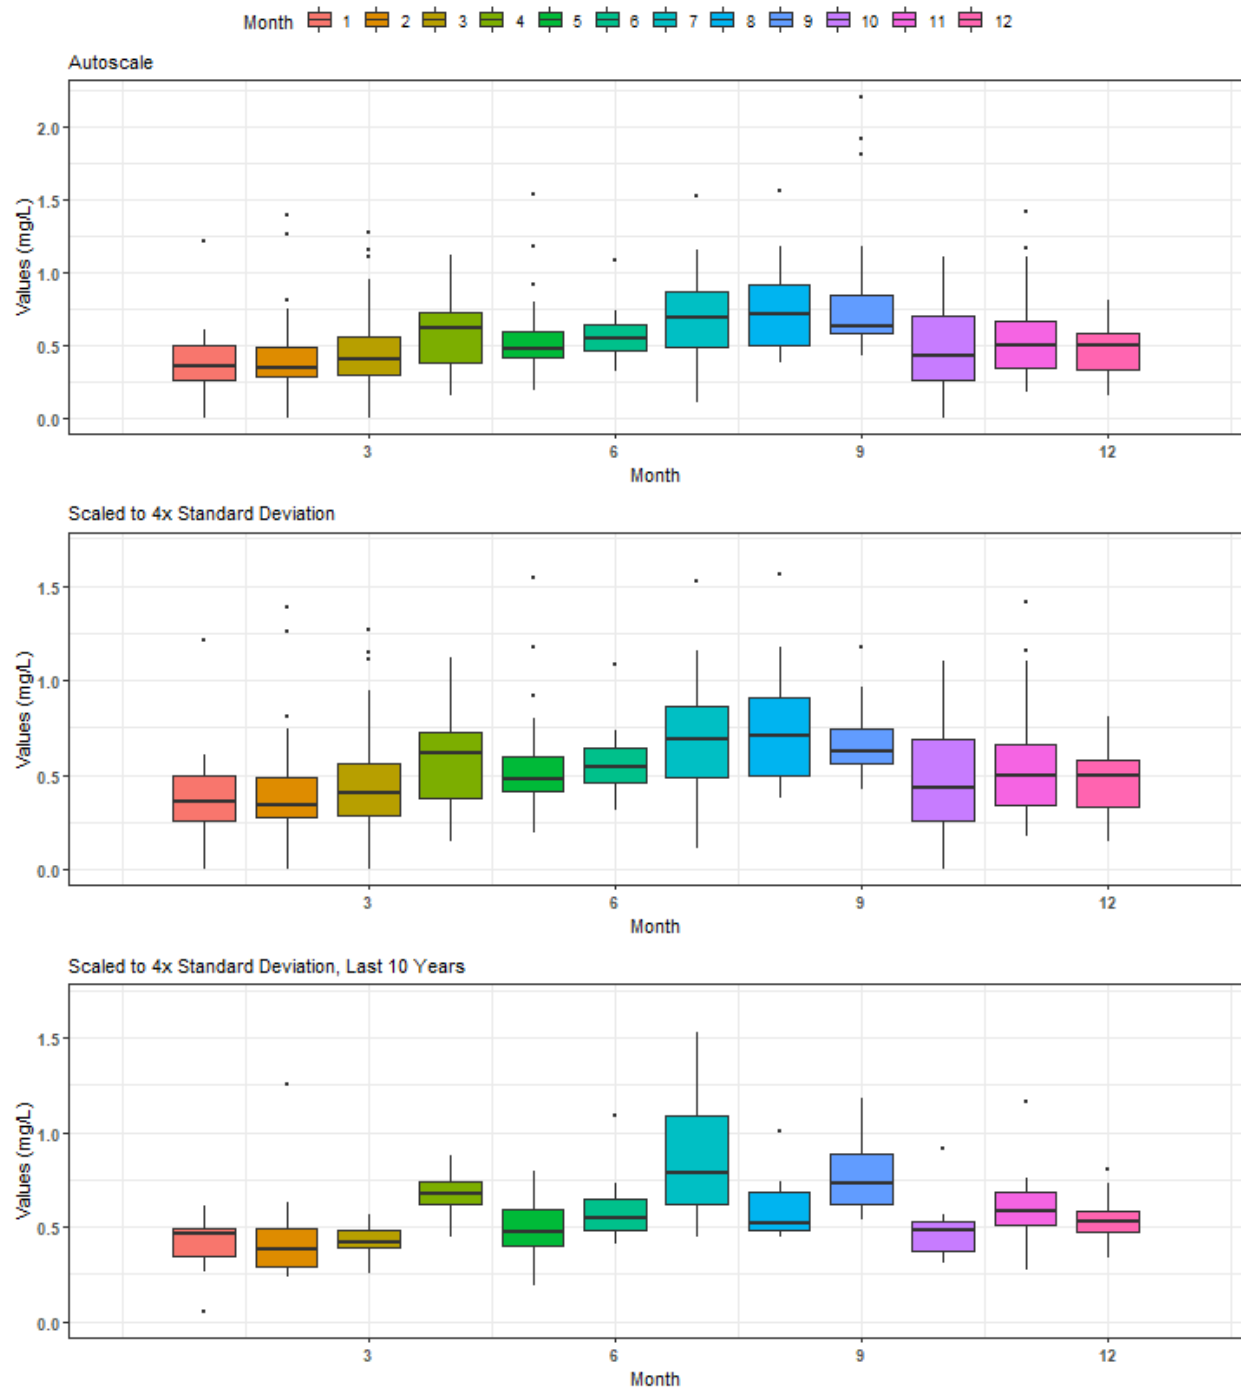 Month 1 2 3 4 5 6 7 8 9 10 11 12
Autoscale
Values (mg/L)
2.0
1.5
1.0
0.5
0.0
3 6 9 12
Month
Scaled to 4x Standard Deviation
Values (mg/L)
1.5
1.0
0.5
0.0
3 6 9 12
Month
Scaled to 4x Standard Deviation, Last 10 Years
Values (mg/L)
1.5
1.0
0.5
0.0
3 6 9 12
Month